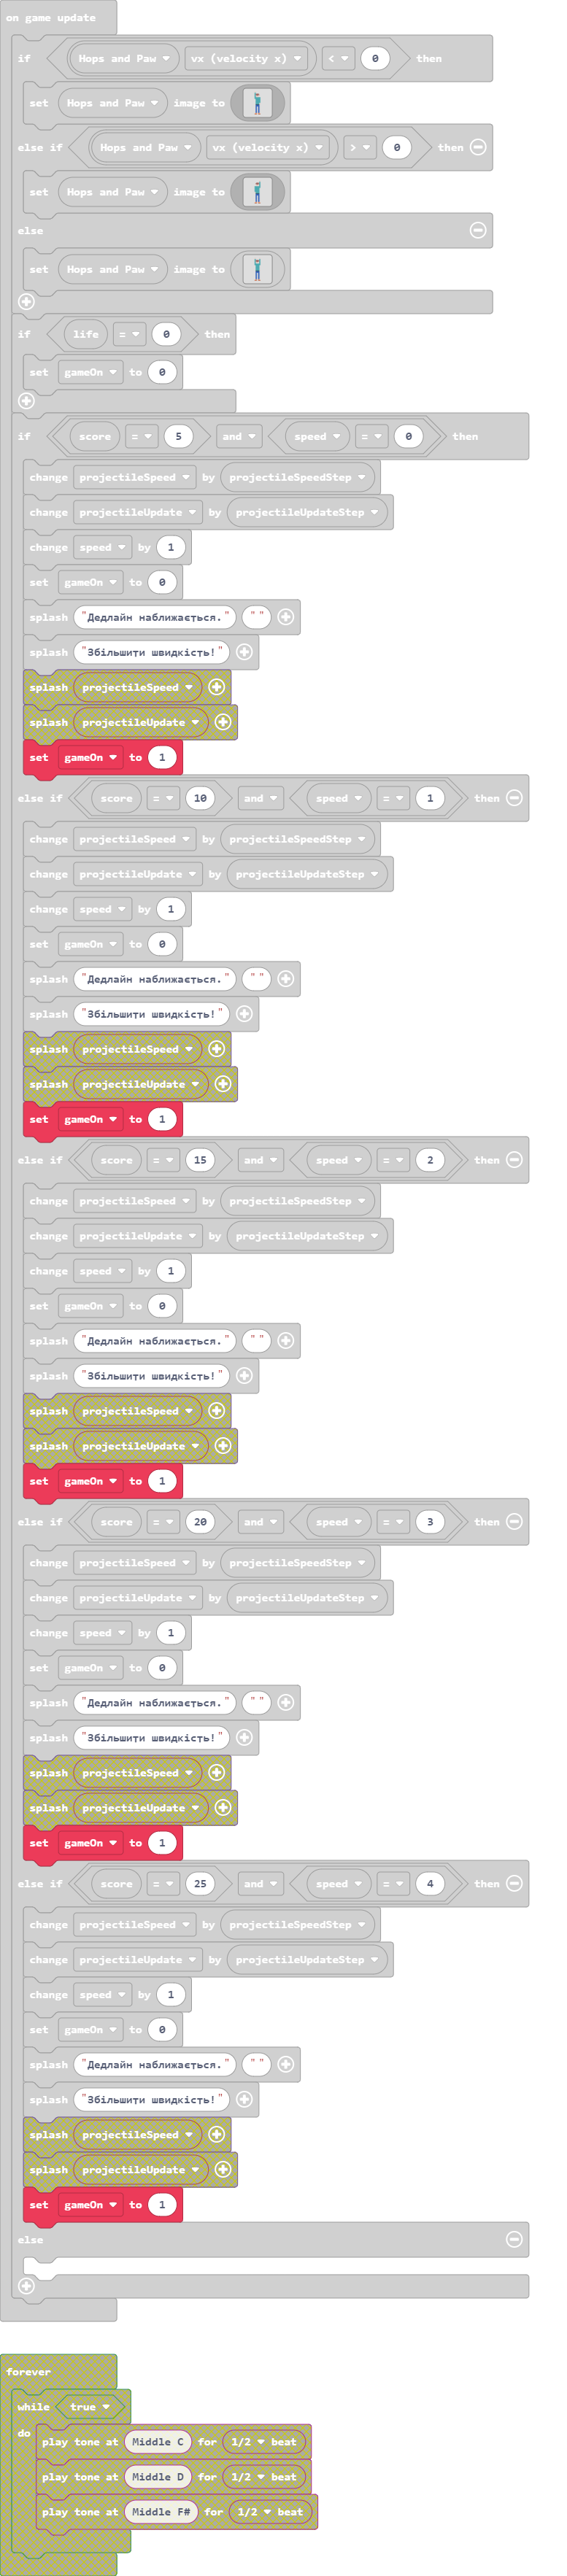 on game update
if Hops and Paw vx (velocity x) < 0 then
set Hops and Paw image to
else if Hops and Paw vx (velocity x) > 0 then
set Hops and Paw image to
else
set Hops and Paw image to
if life = 0 then
set gameOn to 0
if score = 5 and speed = 0 then
change projectileSpeed by projectileSpeedStep
change projectileUpdate by projectileUpdateStep
change speed by 1
set gameOn to 0
splash "Дедлайн наближається." " "
splash "Збільшити швидкість!"
splash projectileSpeed
splash projectileUpdate
set gameOn to 1
else if score = 10 and speed = 1 then
change projectileSpeed by projectileSpeedStep
change projectileUpdate by projectileUpdateStep
change speed by 1
set gameOn to 0
splash "Дедлайн наближається." " "
splash "Збільшити швидкість!"
splash projectileSpeed
splash projectileUpdate
set gameOn to 1
else if score = 15 and speed = 2 then
change projectileSpeed by projectileSpeedStep
change projectileUpdate by projectileUpdateStep
change speed by 1
set gameOn to 0
splash "Дедлайн наближається." " "
splash "Збільшити швидкість!"
splash projectileSpeed
splash projectileUpdate
set gameOn to 1
else if score = 20 and speed = 3 then
change projectileSpeed by projectileSpeedStep
change projectileUpdate by projectileUpdateStep
change speed by 1
set gameOn to 0
splash "Дедлайн наближається." " "
splash "Збільшити швидкість!"
splash projectileSpeed
splash projectileUpdate
set gameOn to 1
else if score = 25 and speed = 4 then
change projectileSpeed by projectileSpeedStep
change projectileUpdate by projectileUpdateStep
change speed by 1
set gameOn to 0
splash "Дедлайн наближається." " "
splash "Збільшити швидкість!"
splash projectileSpeed
splash projectileUpdate
set gameOn to 1
else
forever
while true
do play tone at Middle C for 1/2 beat
play tone at Middle D for 1/2 beat
play tone at Middle F# for 1/2 beat